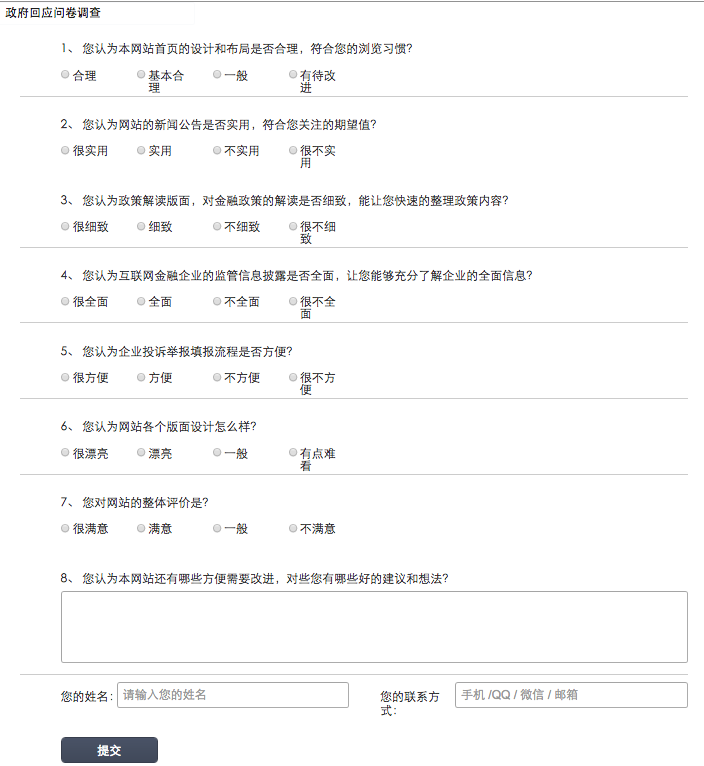 政府回应问卷调查
1、 您认为本网站首页的设计和布局是否合理，符合您的浏览习惯?
合理 基本合理 一般 有待改进
2、 您认为网站的新闻公告是否实用，符合您关注的期望值?
很实用 实用 不实用 很不实用
3、 您认为政策解读版面，对金融政策的解读是否细致，能让您快速的整理政策内容?
很细致 细致 不细致 很不细致
4、 您认为互联网金融企业的监管信息披露是否全面，让您能够充分了解企业的全面信息?
很全面 全面 不全面 很不全面
5、 您认为企业投诉举报填报流程是否方便?
很方便 方便 不方便 很不方便
6、 您认为网站各个版面设计怎么样?
很漂亮 漂亮 一般 有点难看
7、 您对网站的整体评价是?
很满意 满意 一般 不满意
8、 您认为本网站还有哪些方便需要改进，对些您有哪些好的建议和想法?
您的姓名： 请输入您的姓名 您的联系方式： 手机 /QQ / 微信 / 邮箱
提交